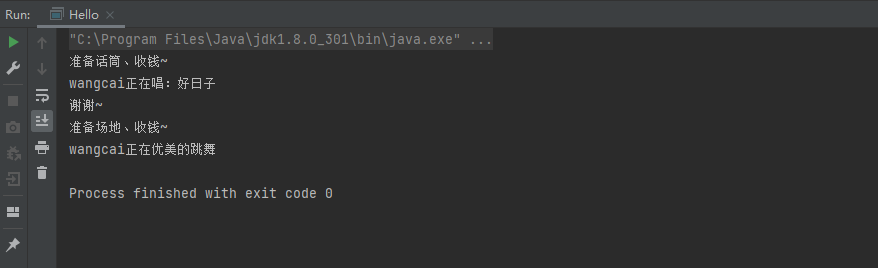 Run:
Hello
"C:\Program Files\Java\jdk1.8.0_301\bin\java.exe" ...
准备话筒、收钱~
wangcai正在唱：好日子
谢谢~
准备场地、收钱~
wangcai正在优美的跳舞
Process finished with exit code 0